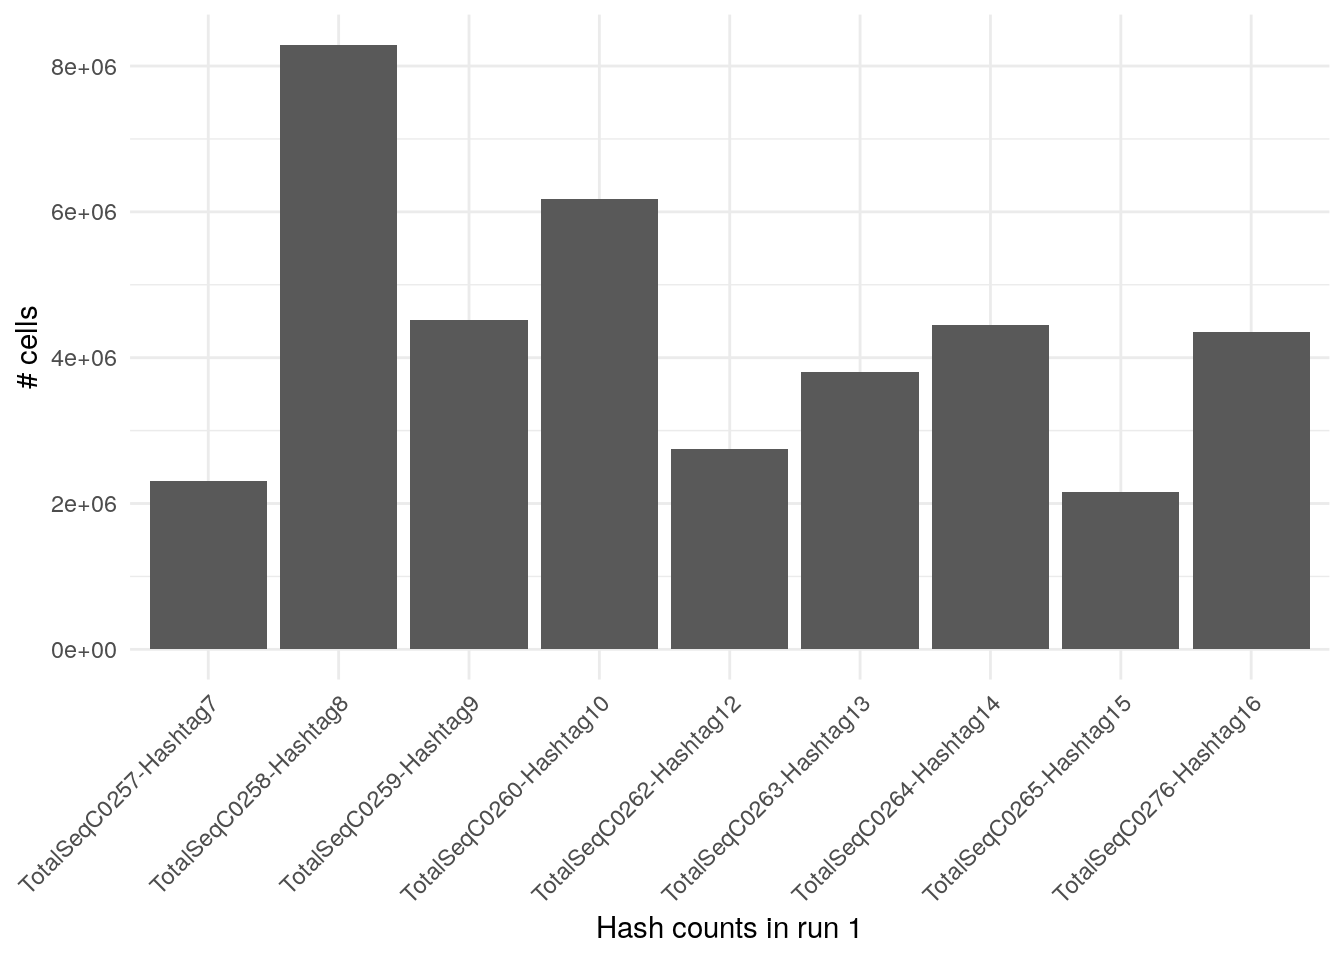 8e+06
6e+06
4e+06
2e+06
0e+00
# cells
TotalSeqC0257-Hashtag7
TotalSeqC0258-Hashtag8
TotalSeqC0259-Hashtag9
TotalSeqC0260-Hashtag10
TotalSeqC0262-Hashtag12
TotalSeqC0263-Hashtag13
TotalSeqC0264-Hashtag14
TotalSeqC0265-Hashtag15
TotalSeqC0276-Hashtag16
Hash counts in run 1